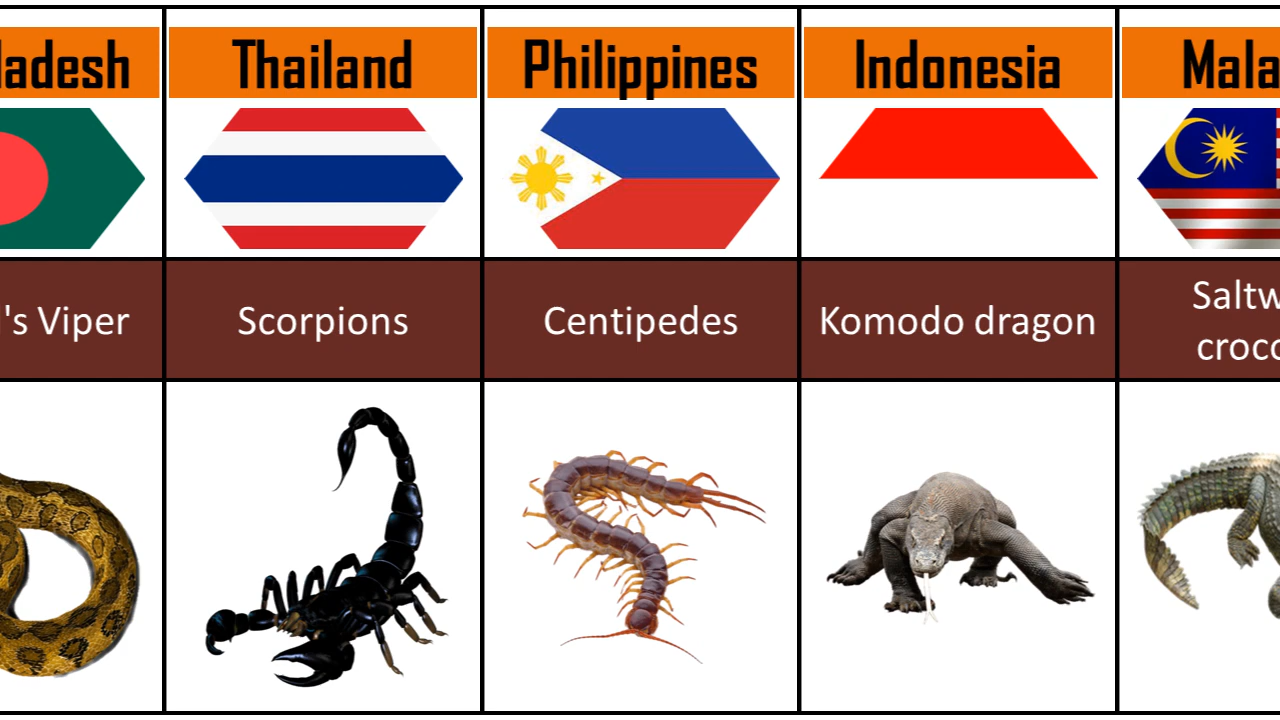 ladesh
Thailand
Philippines
Indonesia
Mala
's Viper
Scorpions
Centipedes
Komodo dragon
Saltw
croco